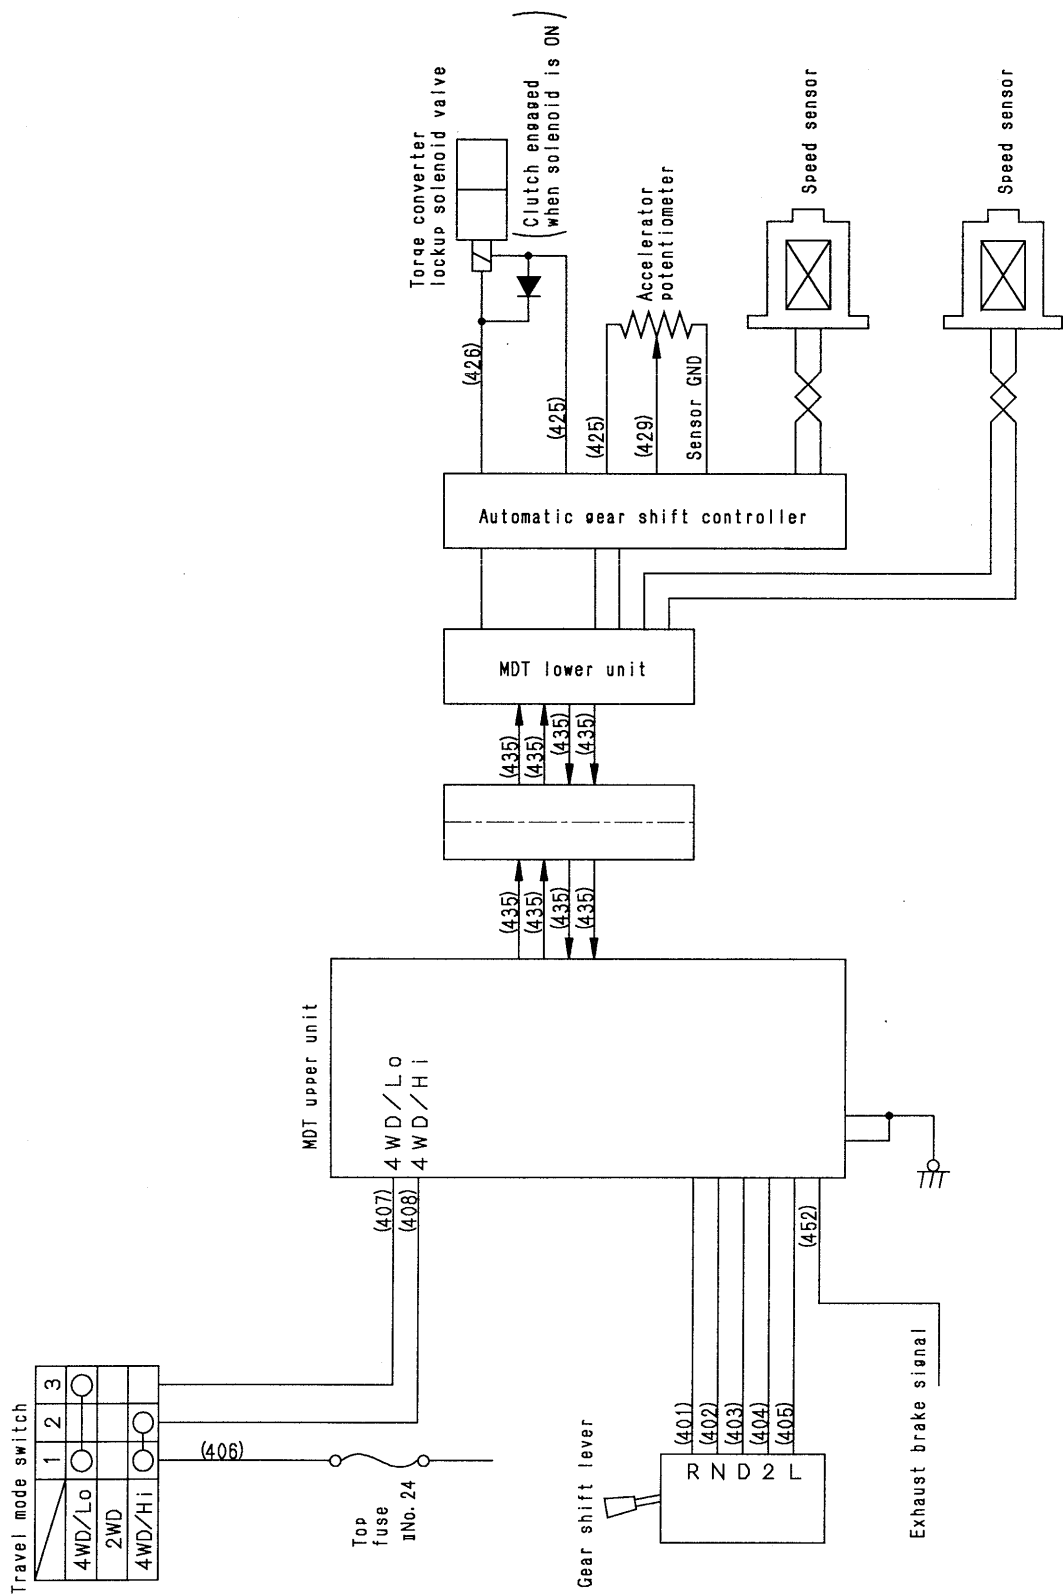 Travel mode switch
1 2 3
4WD/Lo
2WD
4WD/Hi
(406)
Top
fuse
ⅡNo. 24
(407)
(408)
MDT upper unit
4WD/Lo
4WD/Hi
Gear shift lever
R (401)
N (402)
D (403)
2 (404)
L (405)
(452)
Exhaust brake signal
(435)
(435)
(435)
(435)
(435)
(435)
(435)
(435)
MDT lower unit
Automatic gear shift controller
(426)
(425)
Torqe converter
lockup solenoid valve
(Clutch engaged
when solenoid is ON)
(425)
(429)
Sensor GND
Accelerator
potentiometer
Speed sensor
Speed sensor